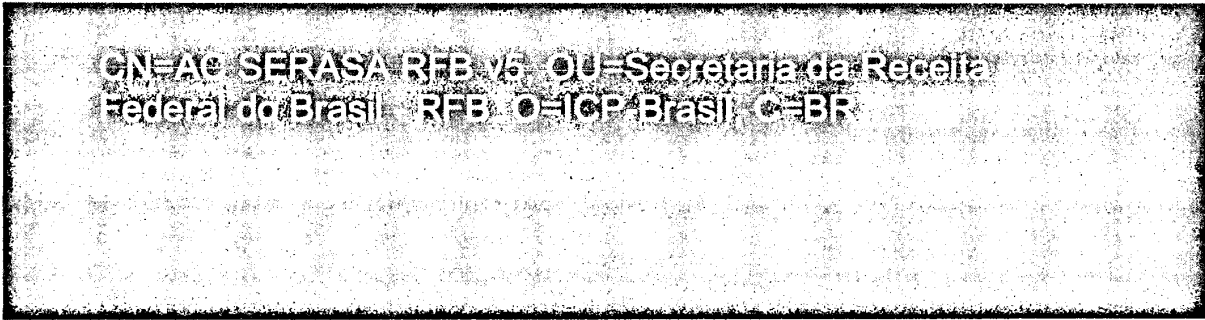 CN=AC SERASA RFB v5, OU=Secretaria da Receita
Federal do Brasil - RFB, O=ICP-Brasil, C=BR